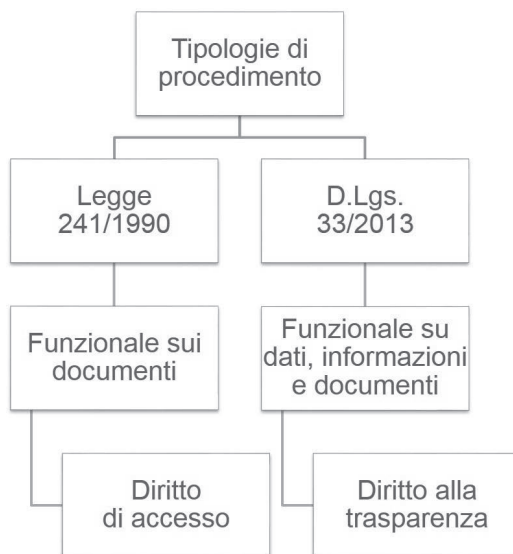 Tipologie di
procedimento
Legge
241/1990
D.Lgs.
33/2013
Funzionale sui
documenti
Funzionale su
dati, informazioni
e documenti
Diritto
di accesso
Diritto alla
trasparenza